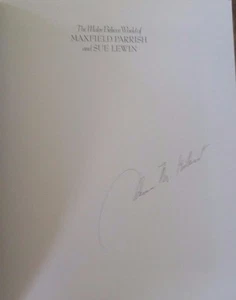 The Make Believe World of
MAXFIELD PARRISH
and SUE LEWIN